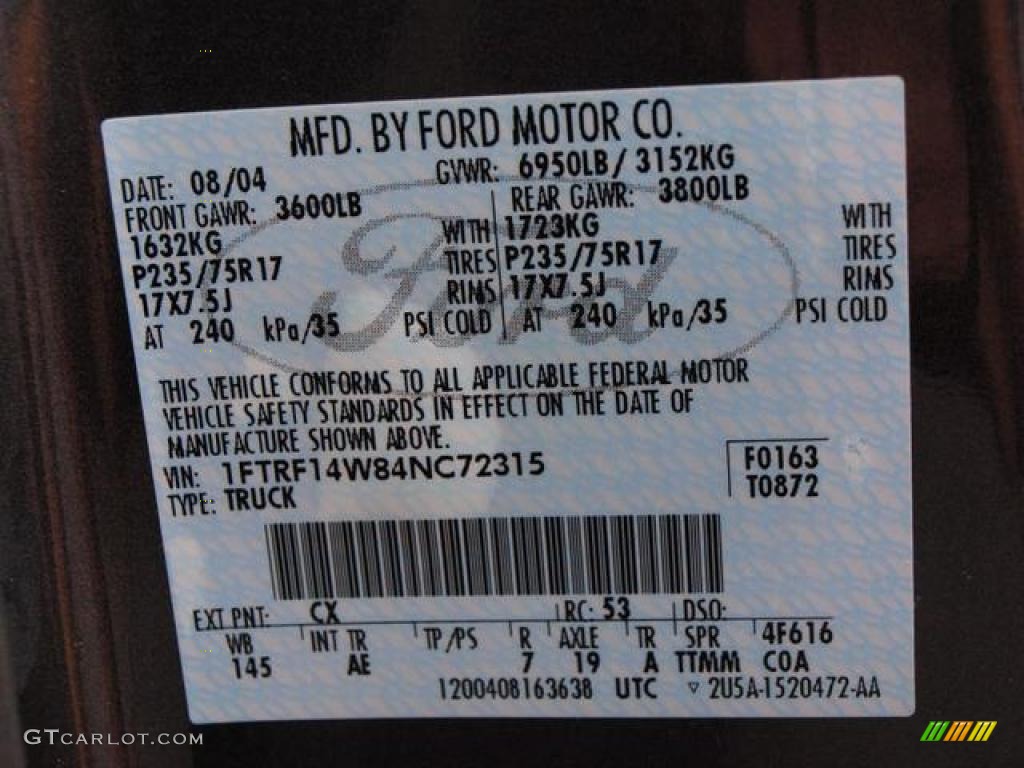 MFD. BY FORD MOTOR CO.
DATE: 08/04 GVWR: 6950LB/ 3152KG
FRONT GAWR: 3600LB REAR GAWR: 3800LB
1632KG WITH 1723KG WITH
P235/75R17 TIRES P235/75R17 TIRES
17X7.5J RIMS 17X7.5J RIMS
AT 240 kPa/35 PSI COLD AT 240 kPa/35 PSI COLD
Ford
THIS VEHICLE CONFORMS TO ALL APPLICABLE FEDERAL MOTOR
VEHICLE SAFETY STANDARDS IN EFFECT ON THE DATE OF
MANUFACTURE SHOWN ABOVE.
VIN: 1FTRF14W84NC72315 F0163
TYPE: TRUCK T0872
EXT PNT: CX RC: 53 DSO:
WB INT TR TP/PS R AXLE TR SPR 4F616
145 AE 7 19 A TTMM C0A
1200408163638 UTC ▽ 2U5A-1520472-AA
GTCARLOT.COM